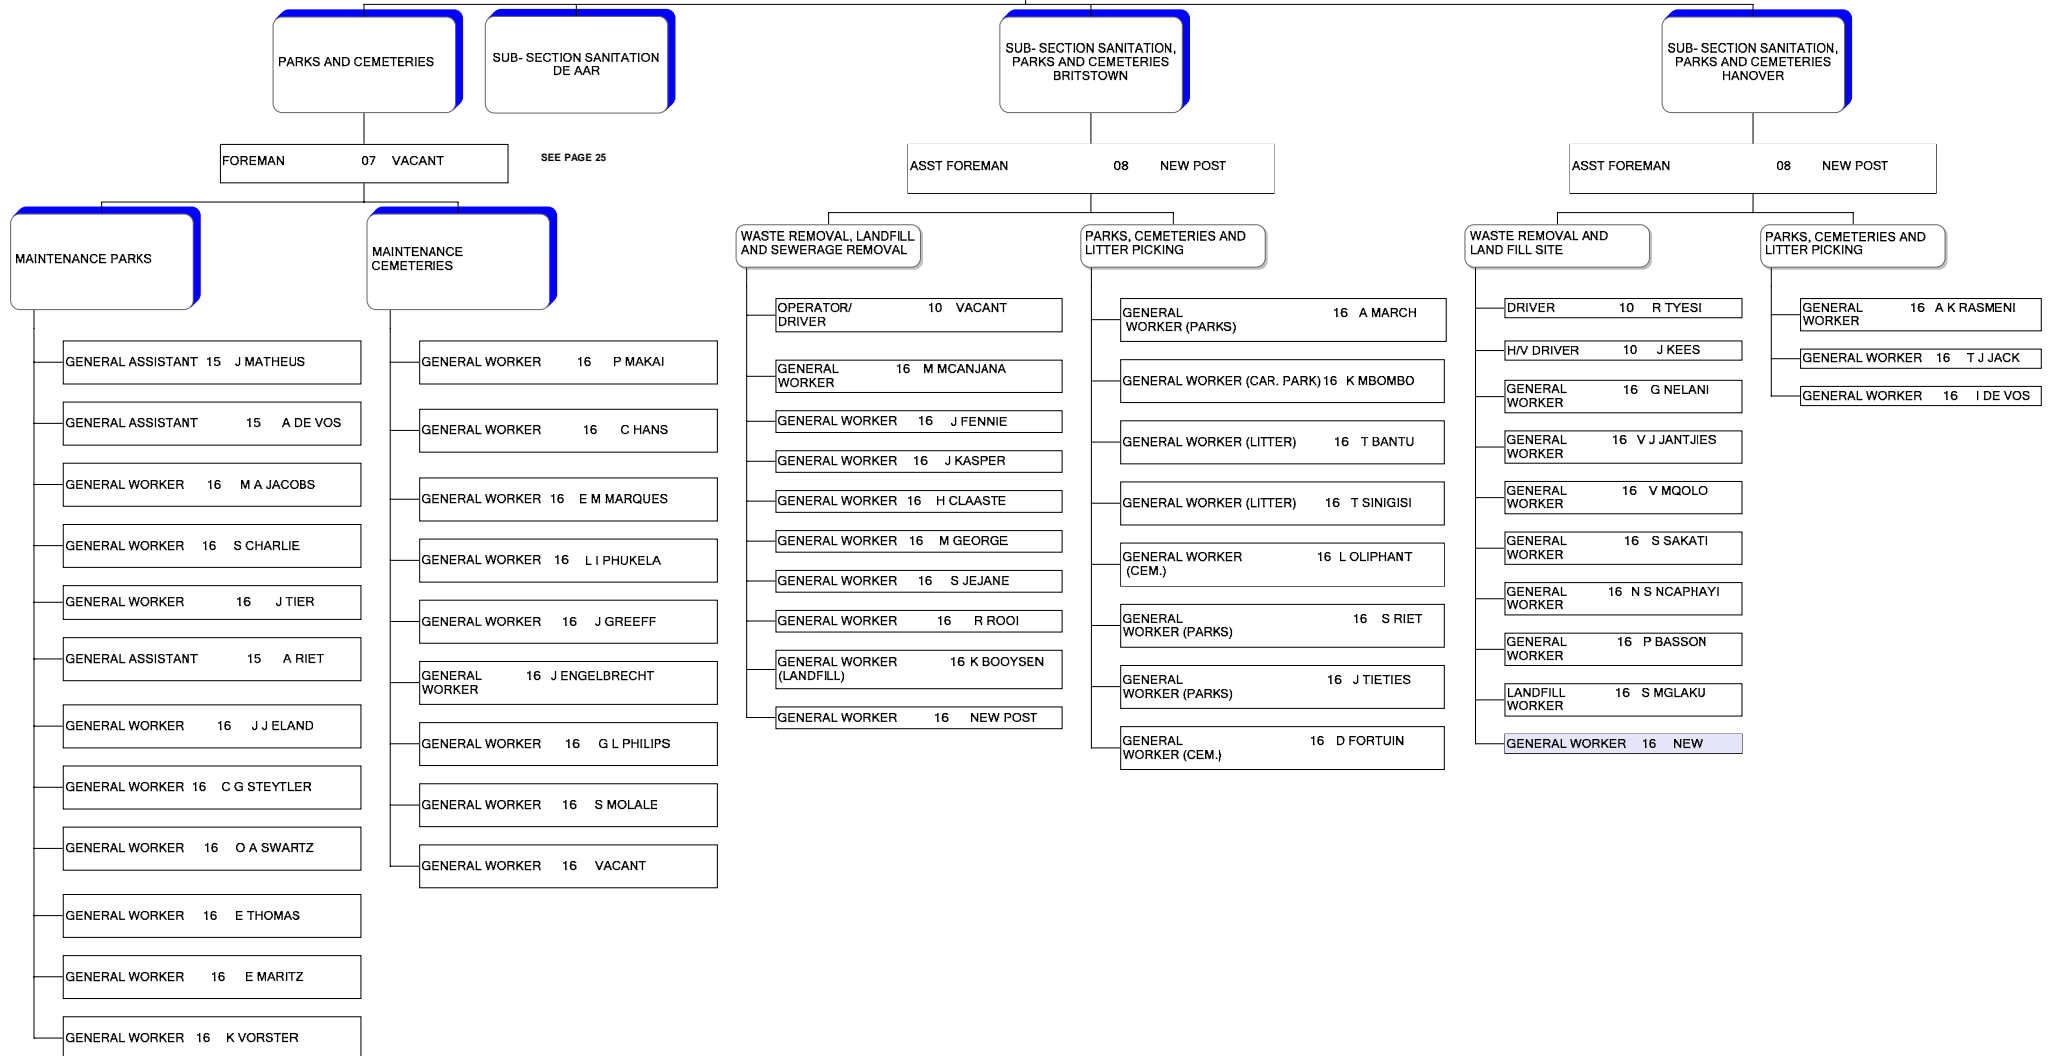 PARKS AND CEMETERIES
SUB- SECTION SANITATION
DE AAR
SUB- SECTION SANITATION,
PARKS AND CEMETERIES
BRITSTOWN
SUB- SECTION SANITATION,
PARKS AND CEMETERIES
HANOVER
FOREMAN 07 VACANT
SEE PAGE 25
ASST FOREMAN 08 NEW POST
ASST FOREMAN 08 NEW POST
MAINTENANCE PARKS
GENERAL ASSISTANT 15 J MATHEUS
GENERAL ASSISTANT 15 A DE VOS
GENERAL WORKER 16 M A JACOBS
GENERAL WORKER 16 S CHARLIE
GENERAL WORKER 16 J TIER
GENERAL ASSISTANT 15 A RIET
GENERAL WORKER 16 J J ELAND
GENERAL WORKER 16 C G STEYTLER
GENERAL WORKER 16 O A SWARTZ
GENERAL WORKER 16 E THOMAS
GENERAL WORKER 16 E MARITZ
GENERAL WORKER 16 K VORSTER
MAINTENANCE
CEMETERIES
GENERAL WORKER 16 P MAKAI
GENERAL WORKER 16 C HANS
GENERAL WORKER 16 E M MARQUES
GENERAL WORKER 16 L I PHUKELA
GENERAL WORKER 16 J GREEFF
GENERAL 16 J ENGELBRECHT
WORKER
GENERAL WORKER 16 G L PHILIPS
GENERAL WORKER 16 S MOLALE
GENERAL WORKER 16 VACANT
WASTE REMOVAL, LANDFILL
AND SEWERAGE REMOVAL
OPERATOR/ 10 VACANT
DRIVER
GENERAL 16 M MCANJANA
WORKER
GENERAL WORKER 16 J FENNIE
GENERAL WORKER 16 J KASPER
GENERAL WORKER 16 H CLAASTE
GENERAL WORKER 16 M GEORGE
GENERAL WORKER 16 S JEJANE
GENERAL WORKER 16 R ROOI
GENERAL WORKER 16 K BOOYSEN
(LANDFILL)
GENERAL WORKER 16 NEW POST
PARKS, CEMETERIES AND
LITTER PICKING
GENERAL 16 A MARCH
WORKER (PARKS)
GENERAL WORKER (CAR. PARK) 16 K MBOMBO
GENERAL WORKER (LITTER) 16 T BANTU
GENERAL WORKER (LITTER) 16 T SINIGISI
GENERAL WORKER 16 L OLIPHANT
(CEM.)
GENERAL 16 S RIET
WORKER (PARKS)
GENERAL 16 J TIETIES
WORKER (PARKS)
GENERAL 16 D FORTUIN
WORKER (CEM.)
WASTE REMOVAL AND
LAND FILL SITE
DRIVER 10 R TYESI
H/V DRIVER 10 J KEES
GENERAL 16 G NELANI
WORKER
GENERAL 16 V J JANTJIES
WORKER
GENERAL 16 V MQOLO
WORKER
GENERAL 16 S SAKATI
WORKER
GENERAL 16 N S NCAPHAYI
WORKER
GENERAL 16 P BASSON
WORKER
LANDFILL 16 S MGLAKU
WORKER
GENERAL WORKER 16 NEW
PARKS, CEMETERIES AND
LITTER PICKING
GENERAL 16 A K RASMENI
WORKER
GENERAL WORKER 16 T J JACK
GENERAL WORKER 16 I DE VOS